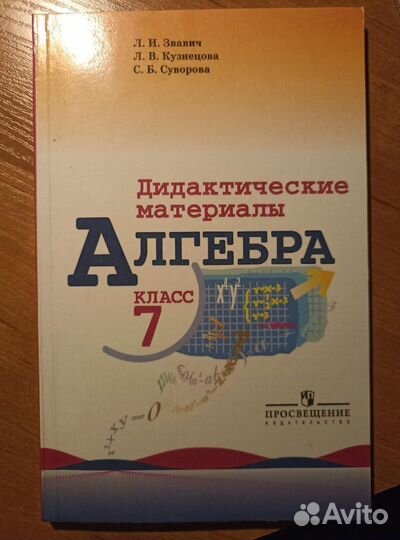 Л. И. Звавич
Л. В. Кузнецова
С. Б. Суворова
Дидактические
материалы
АЛГЕБРА
КЛАСС
7
ПРОСВЕЩЕНИЕ
ИЗДАТЕЛЬСТВО
Avito